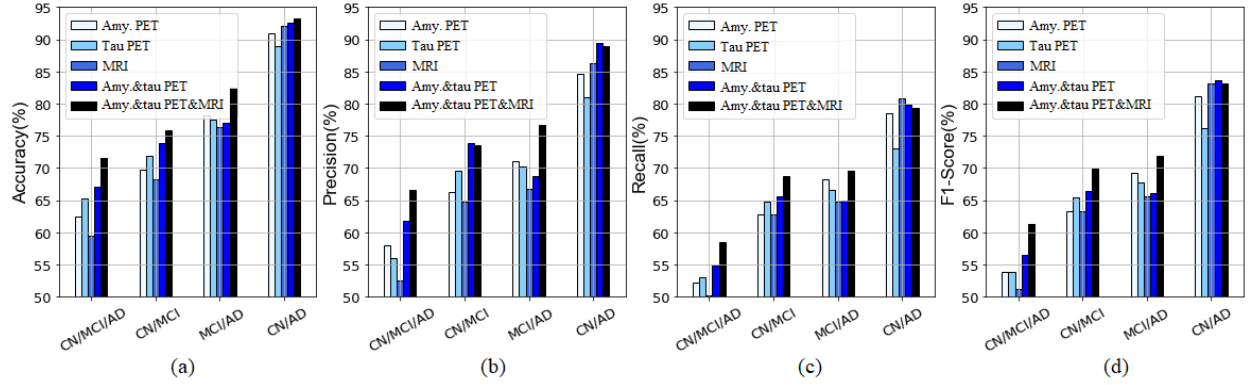 95
90
85
80
75
70
65
60
55
50
Accuracy(%)
Amy. PET
Tau PET
MRI
Amy.&tau PET
Amy.&tau PET&MRI
CN/MCI/AD
CN/MCI
MCI/AD
CN/AD
(a)
95
90
85
80
75
70
65
60
55
50
Precision(%)
Amy. PET
Tau PET
MRI
Amy.&tau PET
Amy.&tau PET&MRI
CN/MCI/AD
CN/MCI
MCI/AD
CN/AD
(b)
95
90
85
80
75
70
65
60
55
50
Recall(%)
Amy. PET
Tau PET
MRI
Amy.&tau PET
Amy.&tau PET&MRI
CN/MCI/AD
CN/MCI
MCI/AD
CN/AD
(c)
95
90
85
80
75
70
65
60
55
50
F1-Score(%)
Amy. PET
Tau PET
MRI
Amy.&tau PET
Amy.&tau PET&MRI
CN/MCI/AD
CN/MCI
MCI/AD
CN/AD
(d)